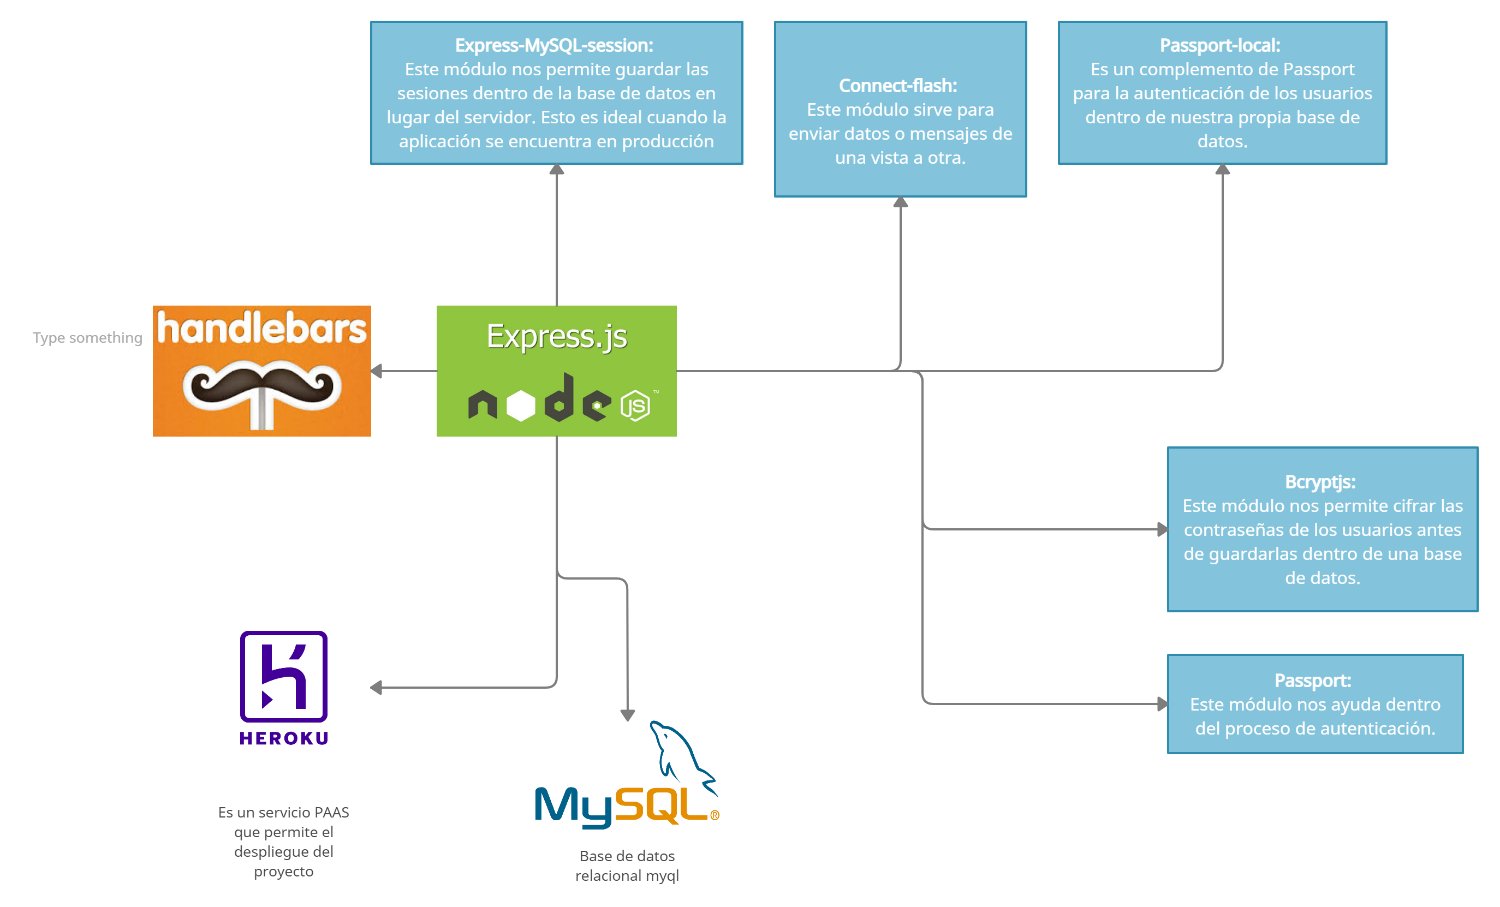 Express-MySQL-session:
Este módulo nos permite guardar las
sesiones dentro de la base de datos en
lugar del servidor. Esto es ideal cuando la
aplicación se encuentra en producción
Connect-flash:
Este módulo sirve para
enviar datos o mensajes de
una vista a otra.
Passport-local:
Es un complemento de Passport
para la autenticación de los usuarios
dentro de nuestra propia base de
datos.
Type something
handlebars
Express.js
node
JS™
Bcryptjs:
Este módulo nos permite cifrar las
contraseñas de los usuarios antes
de guardarlas dentro de una base
de datos.
Passport:
Este módulo nos ayuda dentro
del proceso de autenticación.
HEROKU
Es un servicio PAAS
que permite el
despliegue del
proyecto
MySQL®
Base de datos
relacional myql